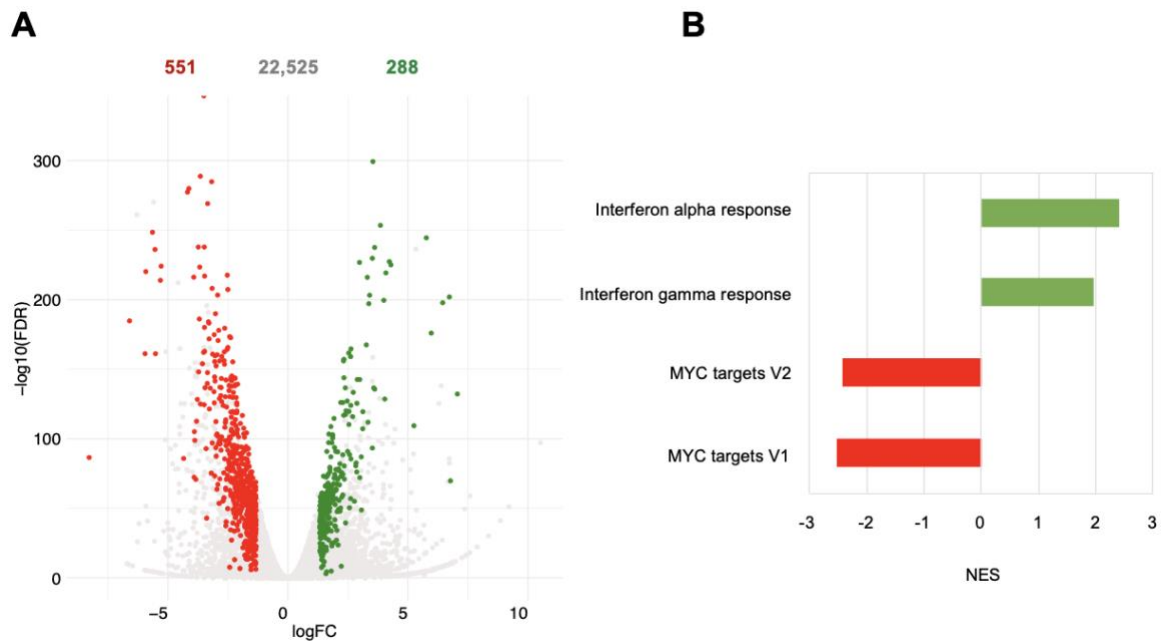 A
551 22,525 288
300
200
100
0
-log10(FDR)
-5 0 5 10
logFC
B
Interferon alpha response
Interferon gamma response
MYC targets V2
MYC targets V1
-3 -2 -1 0 1 2 3
NES